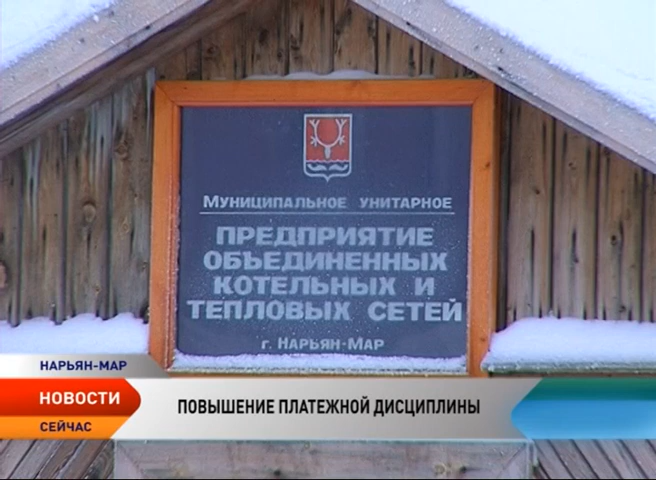 МУНИЦИПАЛЬНОЕ УНИТАРНОЕ
ПРЕДПРИЯТИЕ
ОБЪЕДИНЕННЫХ
КОТЕЛЬНЫХ И
ТЕПЛОВЫХ СЕТЕЙ
г. НАРЬЯН-МАР
НАРЬЯН-МАР
НОВОСТИ
СЕЙЧАС
ПОВЫШЕНИЕ ПЛАТЕЖНОЙ ДИСЦИПЛИНЫ